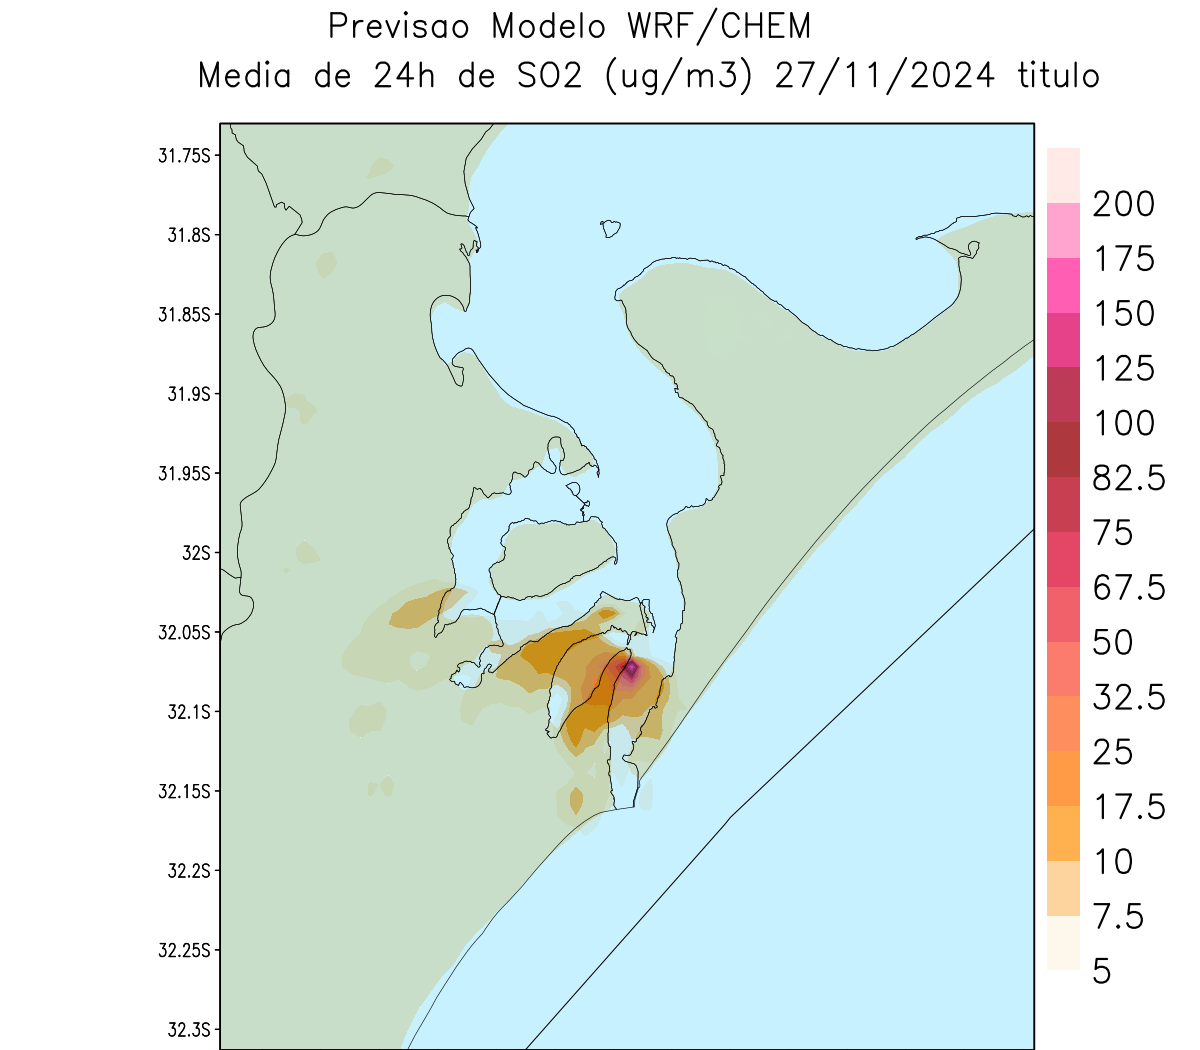 Previsao Modelo WRF/CHEM
Media de 24h de SO2 (ug/m3) 27/11/2024 titulo
31.75S
31.8S
31.85S
31.9S
31.95S
32S
32.05S
32.1S
32.15S
32.2S
32.25S
32.3S
200
175
150
125
100
82.5
75
67.5
50
32.5
25
17.5
10
7.5
5